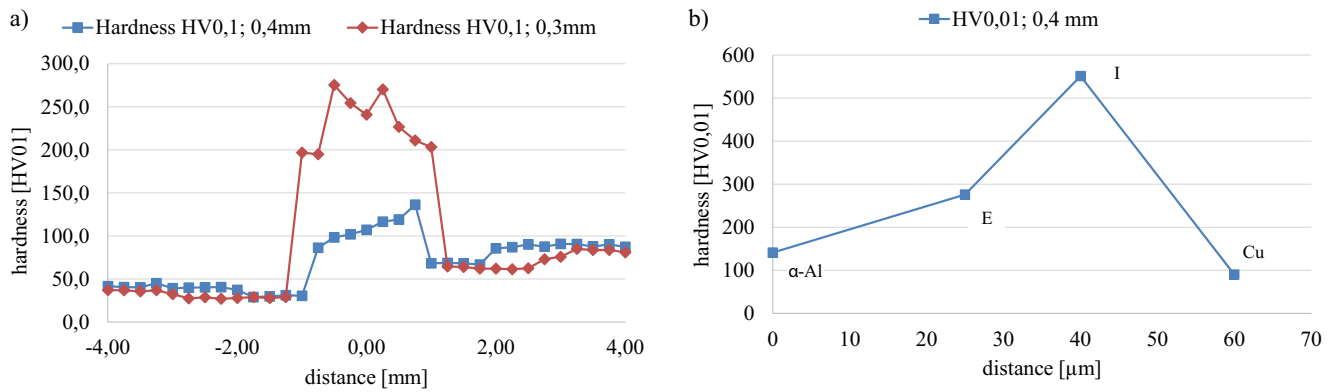 a)
Hardness HV0,1; 0,4mm
Hardness HV0,1; 0,3mm
300,0
250,0
200,0
150,0
100,0
50,0
0,0
hardness [HV01]
-4,00
-2,00
0,00
2,00
4,00
distance [mm]
b)
HV0,01; 0,4 mm
600
500
400
300
200
100
0
hardness [HV0,01]
α-Al
E
I
Cu
0
10
20
30
40
50
60
70
distance [µm]